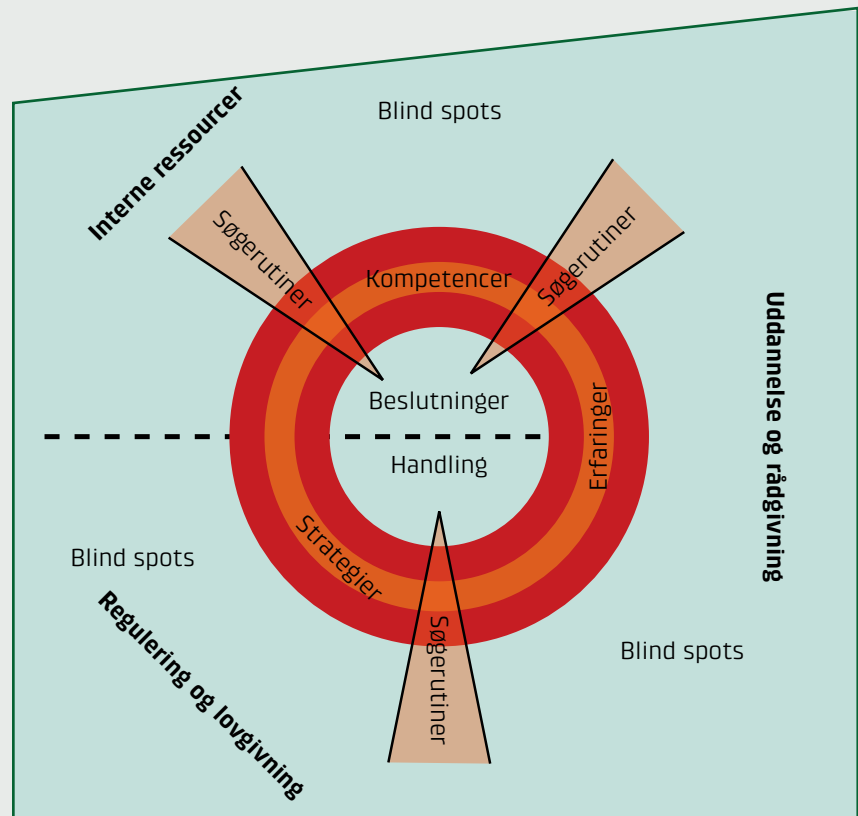 Interne ressourcer
Blind spots
Søgerutiner
Søgerutiner
Kompetencer
Uddannelse og rådgivning
Beslutninger
Erfaringer
Handling
Strategier
Blind spots
Regulering og lovgivning
Søgerutiner
Blind spots